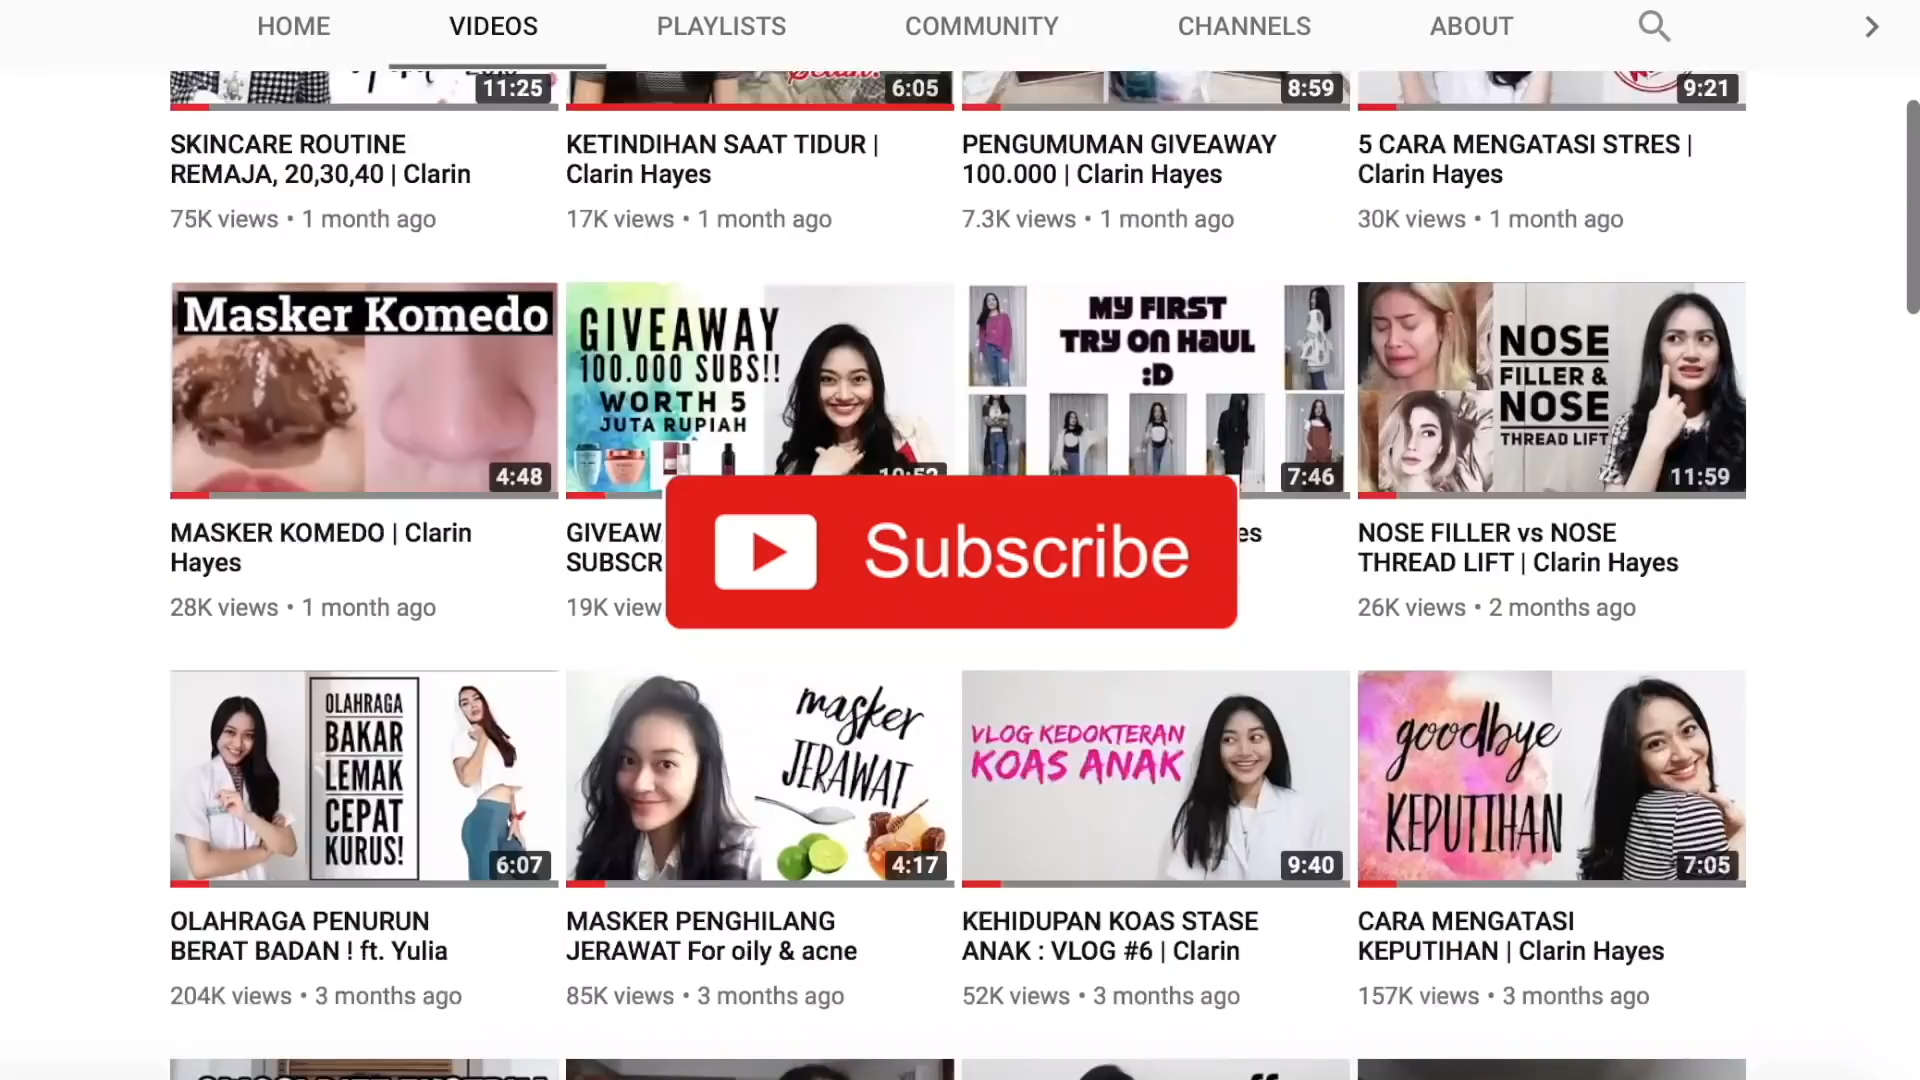 HOME VIDEOS PLAYLISTS COMMUNITY CHANNELS ABOUT
11:25
6:05
8:59
9:21
SKINCARE ROUTINE
REMAJA, 20,30,40 | Clarin
75K views • 1 month ago
KETINDIHAN SAAT TIDUR |
Clarin Hayes
17K views • 1 month ago
PENGUMUMAN GIVEAWAY
100.000 | Clarin Hayes
7.3K views • 1 month ago
5 CARA MENGATASI STRES |
Clarin Hayes
30K views • 1 month ago
Masker Komedo
4:48
GIVEAWAY
100.000 SUBS!!
WORTH 5
JUTA RUPIAH
MY FIRST
TRY ON HAUL
:D
7:46
NOSE
FILLER &
NOSE
THREAD LIFT
11:59
MASKER KOMEDO | Clarin
Hayes
28K views • 1 month ago
GIVEAW
SUBSCR
19K view
es
Subscribe
NOSE FILLER vs NOSE
THREAD LIFT | Clarin Hayes
26K views • 2 months ago
OLAHRAGA
BAKAR
LEMAK
CEPAT
KURUS!
6:07
masker
JERAWAT
4:17
VLOG KEDOKTERAN
KOAS ANAK
9:40
goodbye
KEPUTIHAN
7:05
OLAHRAGA PENURUN
BERAT BADAN ! ft. Yulia
204K views • 3 months ago
MASKER PENGHILANG
JERAWAT For oily & acne
85K views • 3 months ago
KEHIDUPAN KOAS STASE
ANAK : VLOG #6 | Clarin
52K views • 3 months ago
CARA MENGATASI
KEPUTIHAN | Clarin Hayes
157K views • 3 months ago